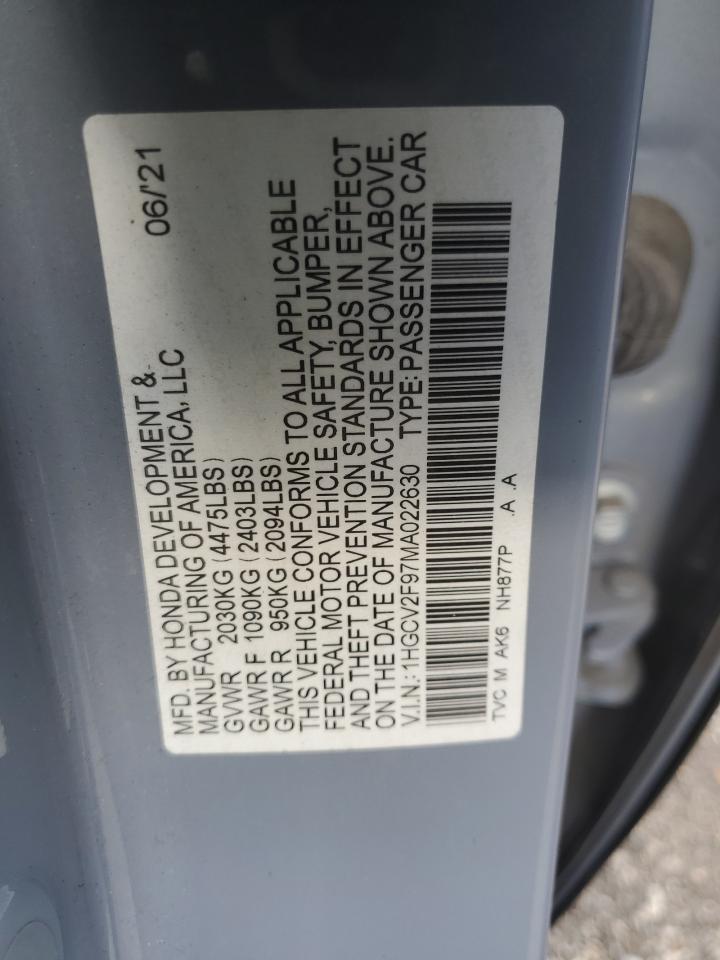 MFD. BY HONDA DEVELOPMENT & 06/'21
MANUFACTURING OF AMERICA, LLC
GVWR 2030KG (4475LBS)
GAWR F 1090KG (2403LBS)
GAWR R 950KG (2094LBS)
THIS VEHICLE CONFORMS TO ALL APPLICABLE
FEDERAL MOTOR VEHICLE SAFETY, BUMPER,
AND THEFT PREVENTION STANDARDS IN EFFECT
ON THE DATE OF MANUFACTURE SHOWN ABOVE.
V.I.N.: 1HGCV2F97MA022630 TYPE: PASSENGER CAR
TVC M AK6 NH877P .A .A